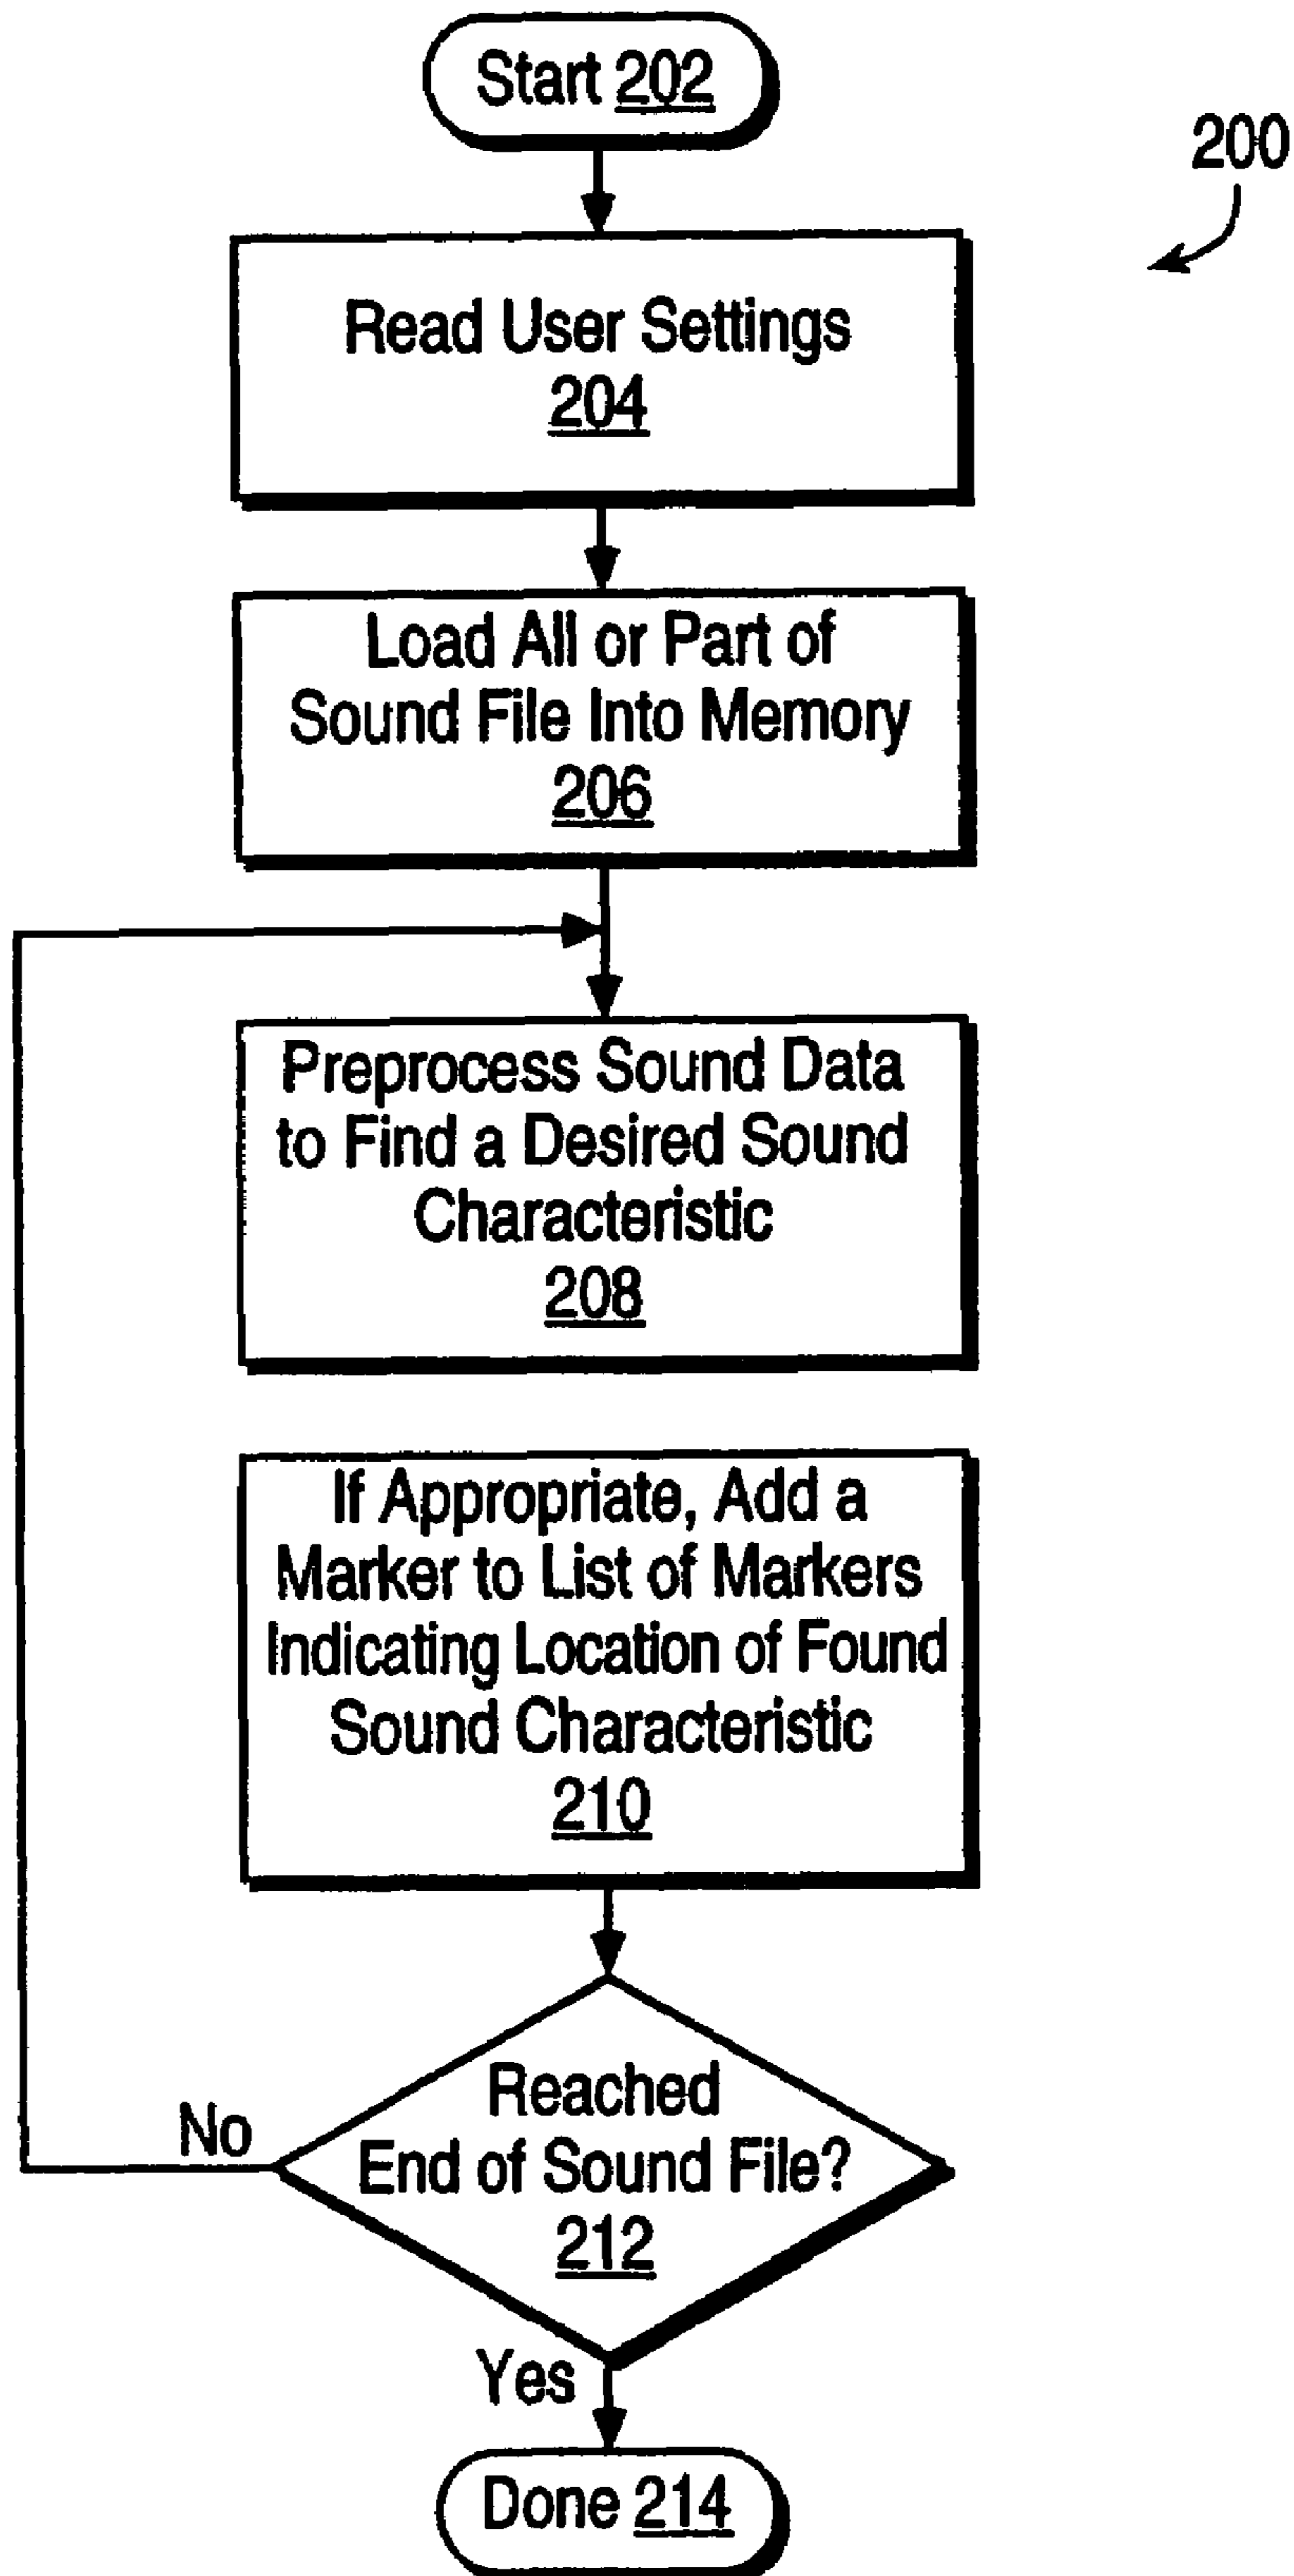 Start 202
200
Read User Settings
204
Load All or Part of
Sound File Into Memory
206
Preprocess Sound Data
to Find a Desired Sound
Characteristic
208
If Appropriate, Add a
Marker to List of Markers
Indicating Location of Found
Sound Characteristic
210
Reached
End of Sound File?
212
No
Yes
Done 214